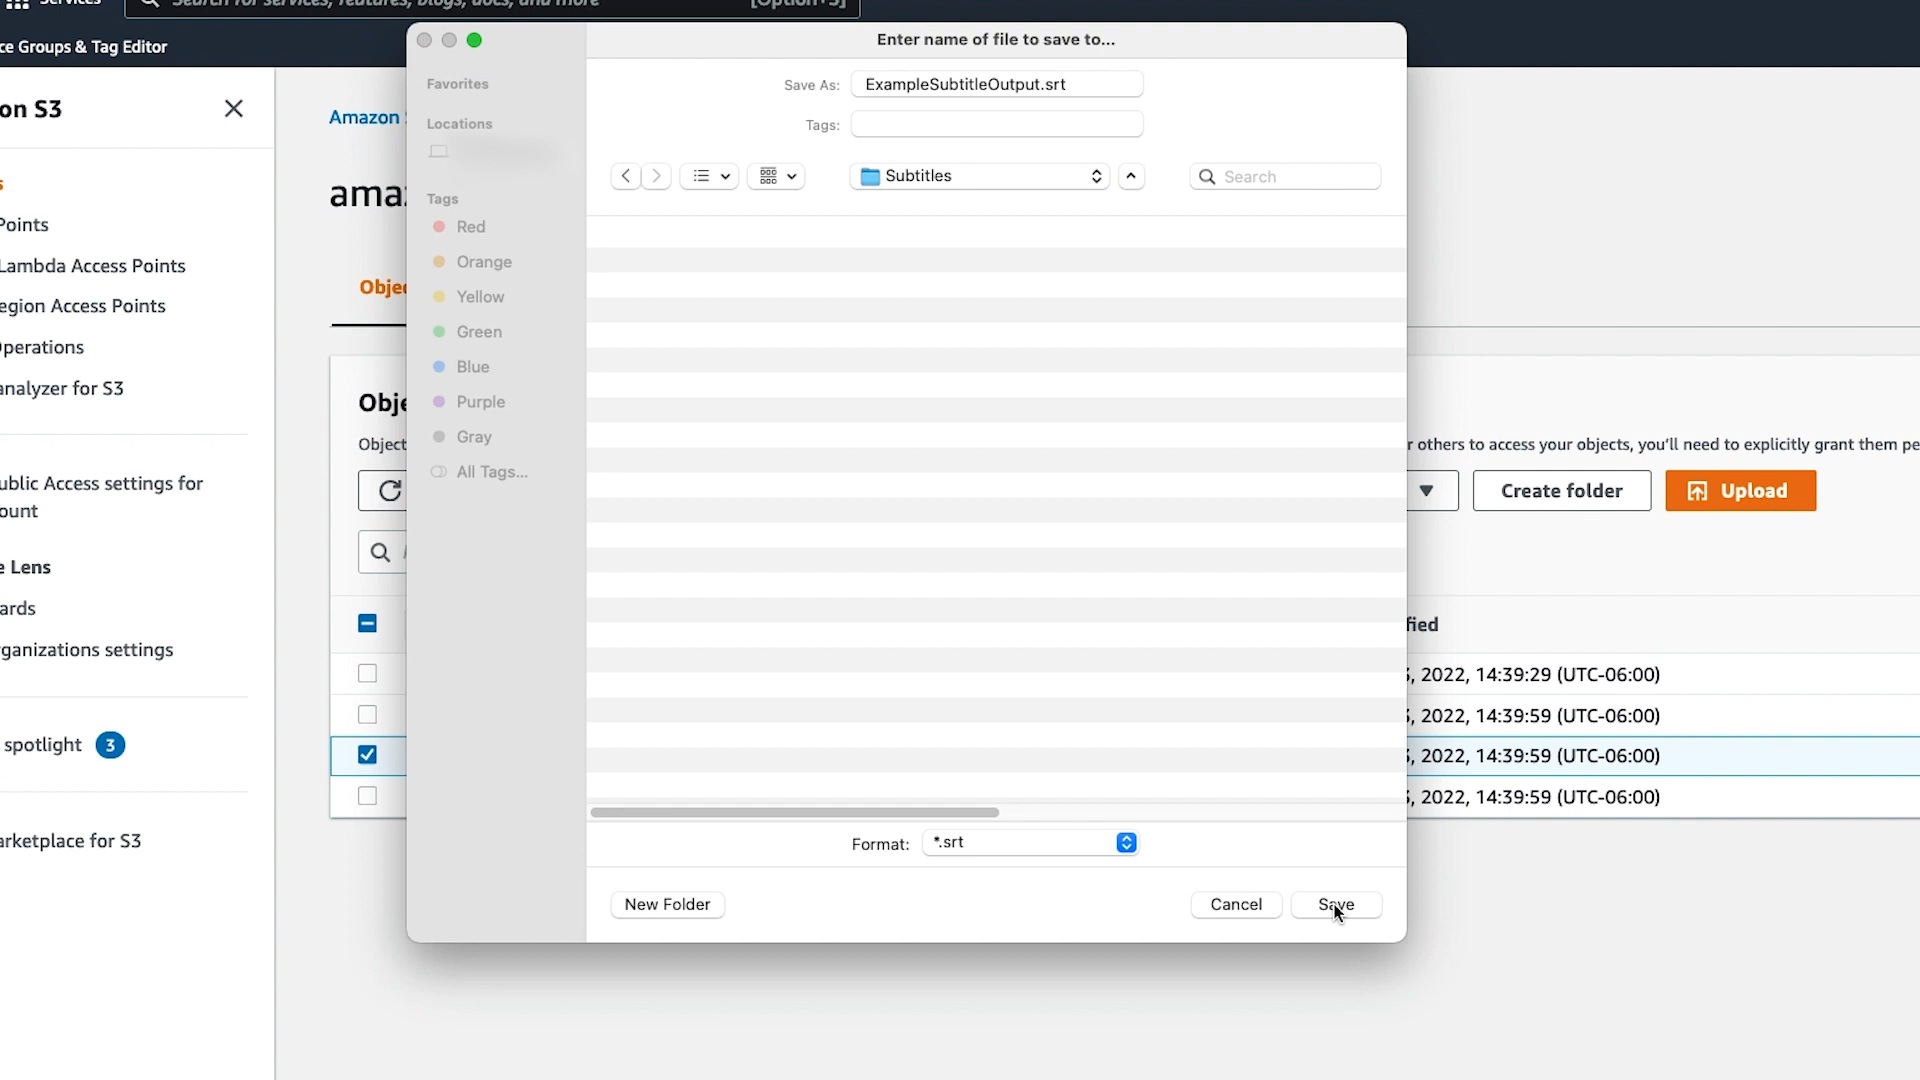 Services
[Option+S]
ce Groups & Tag Editor
Enter name of file to save to...
on S3
Points
Lambda Access Points
egion Access Points
perations
analyzer for S3
ublic Access settings for
ount
e Lens
ards
ganizations settings
spotlight 3
arketplace for S3
Favorites
Locations
Tags
Red
Orange
Yellow
Green
Blue
Purple
Gray
All Tags...
Save As: ExampleSubtitleOutput.srt
Tags:
Subtitles
Search
Format: *.srt
New Folder
Cancel
Save
Amazon
ama
Objec
Obje
Object
r others to access your objects, you'll need to explicitly grant them pe
Create folder
Upload
fied
, 2022, 14:39:29 (UTC-06:00)
, 2022, 14:39:59 (UTC-06:00)
, 2022, 14:39:59 (UTC-06:00)
, 2022, 14:39:59 (UTC-06:00)